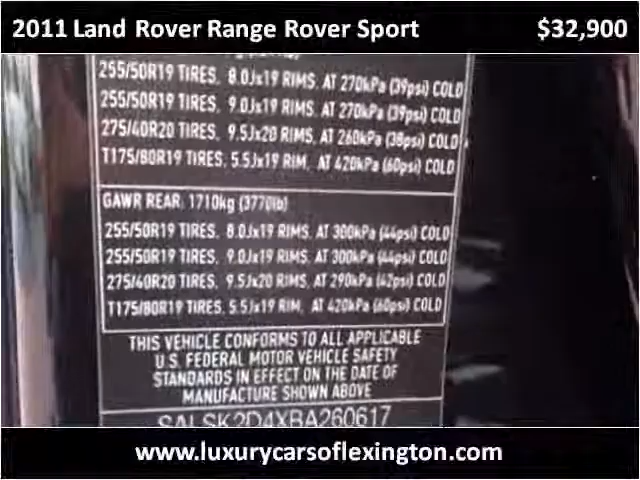 2011 Land Rover Range Rover Sport $32,900
255/50R19 TIRES, 8.0Jx19 RIMS, AT 270kPa (39psi) COLD
255/50R19 TIRES, 9.0Jx19 RIMS, AT 270kPa (39psi) COLD
275/40R20 TIRES, 9.5Jx20 RIMS, AT 260kPa (38psi) COLD
T175/80R19 TIRES, 5.5Jx19 RIM, AT 420kPa (60psi) COLD
GAWR REAR, 1710kg (3770lb)
255/50R19 TIRES, 8.0Jx19 RIMS, AT 300kPa (44psi) COLD
255/50R19 TIRES, 9.0Jx19 RIMS, AT 300kPa (44psi) COLD
275/40R20 TIRES, 9.5Jx20 RIMS, AT 290kPa (42psi) COLD
T175/80R19 TIRES, 5.5Jx19 RIM, AT 420kPa (60psi) COLD
THIS VEHICLE CONFORMS TO ALL APPLICABLE
U.S. FEDERAL MOTOR VEHICLE SAFETY
STANDARDS IN EFFECT ON THE DATE OF
MANUFACTURE SHOWN ABOVE
SALSK2D4XBA260617
www.luxurycarsoflexington.com